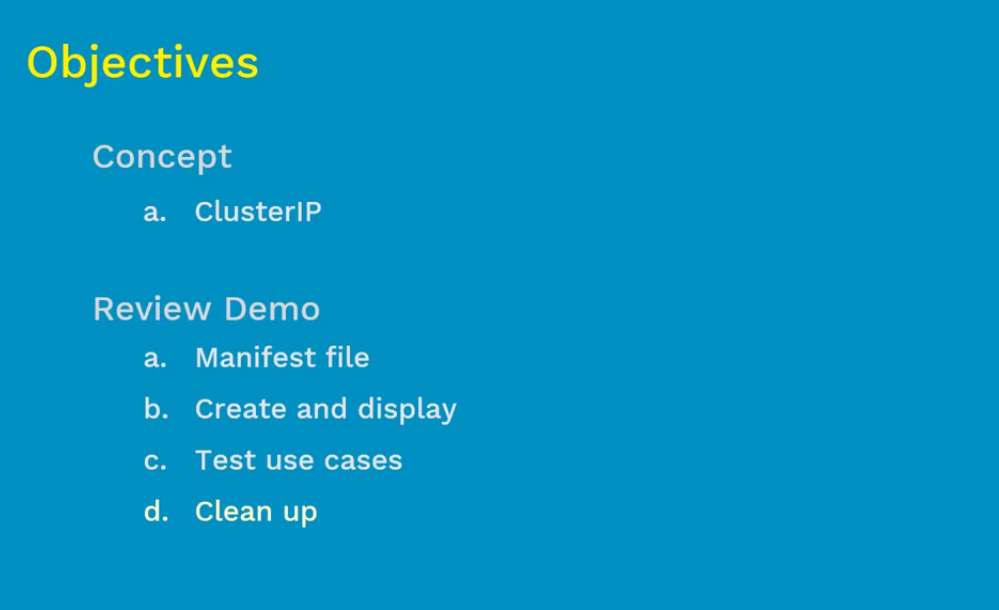 Objectives
Concept
a. ClusterIP
Review Demo
a. Manifest file
b. Create and display
c. Test use cases
d. Clean up